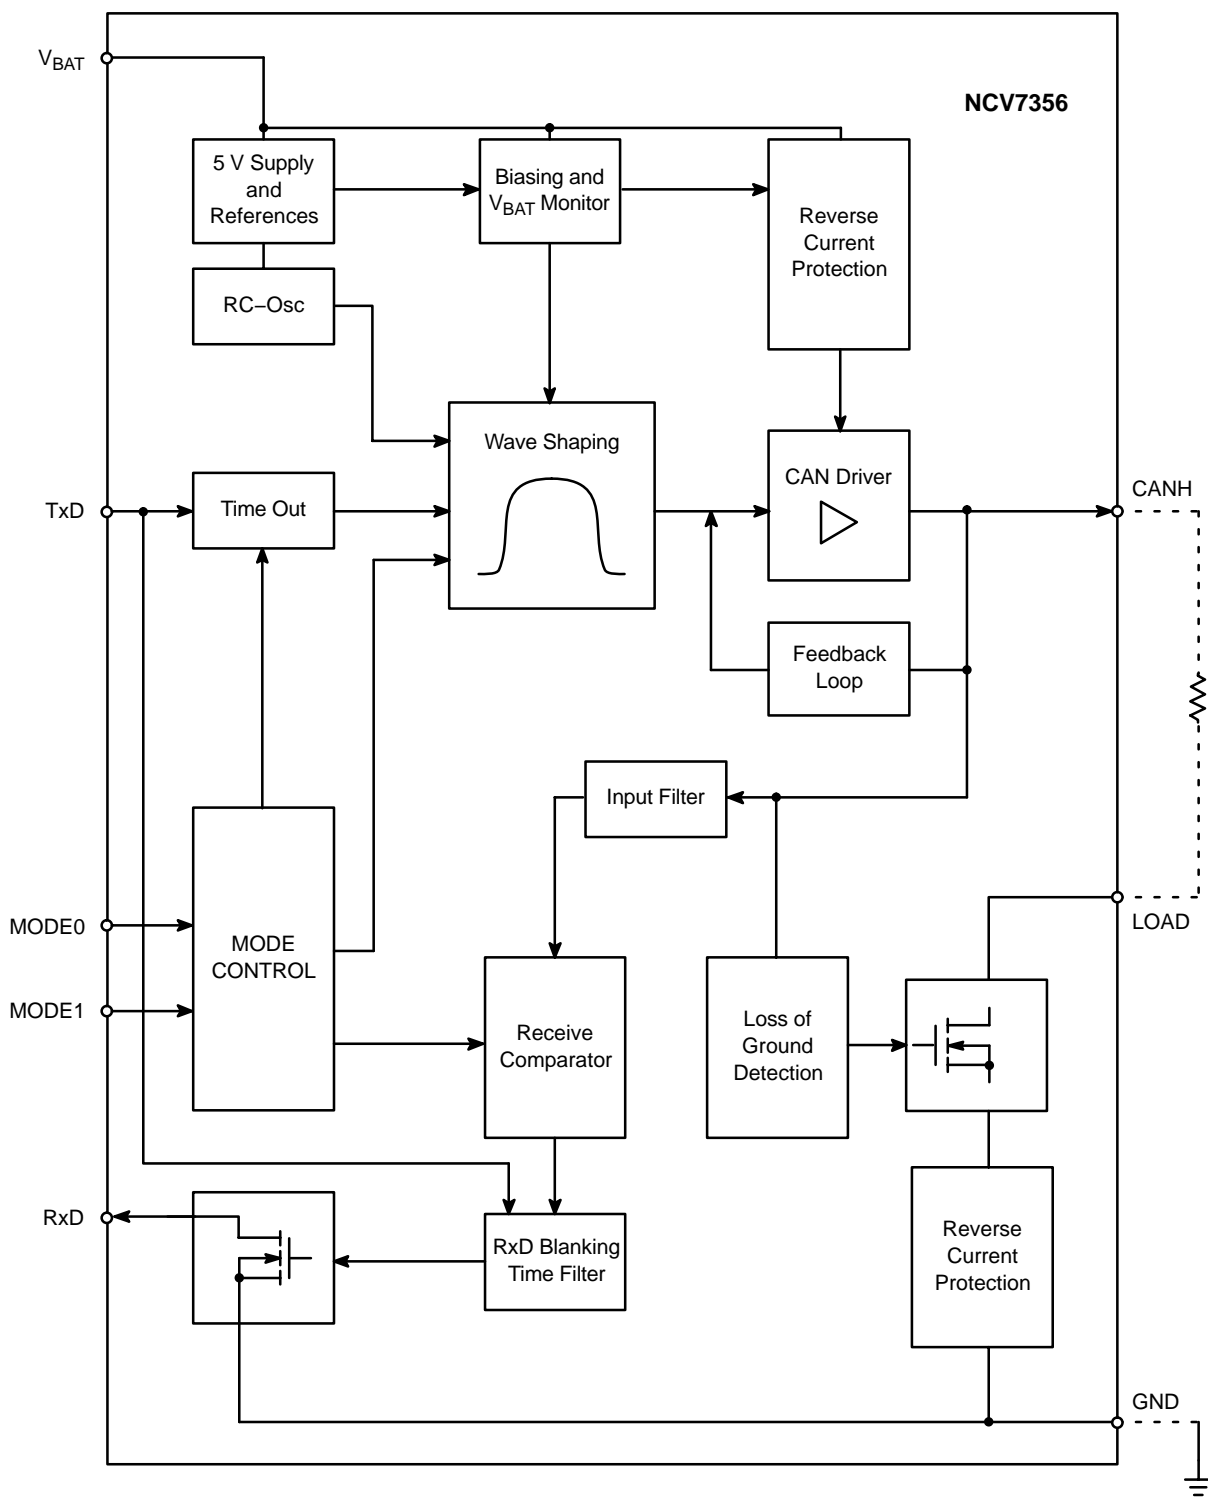 V_BAT
NCV7356
5 V Supply
and
References
Biasing and
V_BAT Monitor
Reverse
Current
Protection
RC–Osc
Wave Shaping
CAN Driver
CANH
TxD
Time Out
Feedback
Loop
Input Filter
MODE0
LOAD
MODE
CONTROL
MODE1
Receive
Comparator
Loss of
Ground
Detection
RxD
RxD Blanking
Time Filter
Reverse
Current
Protection
GND